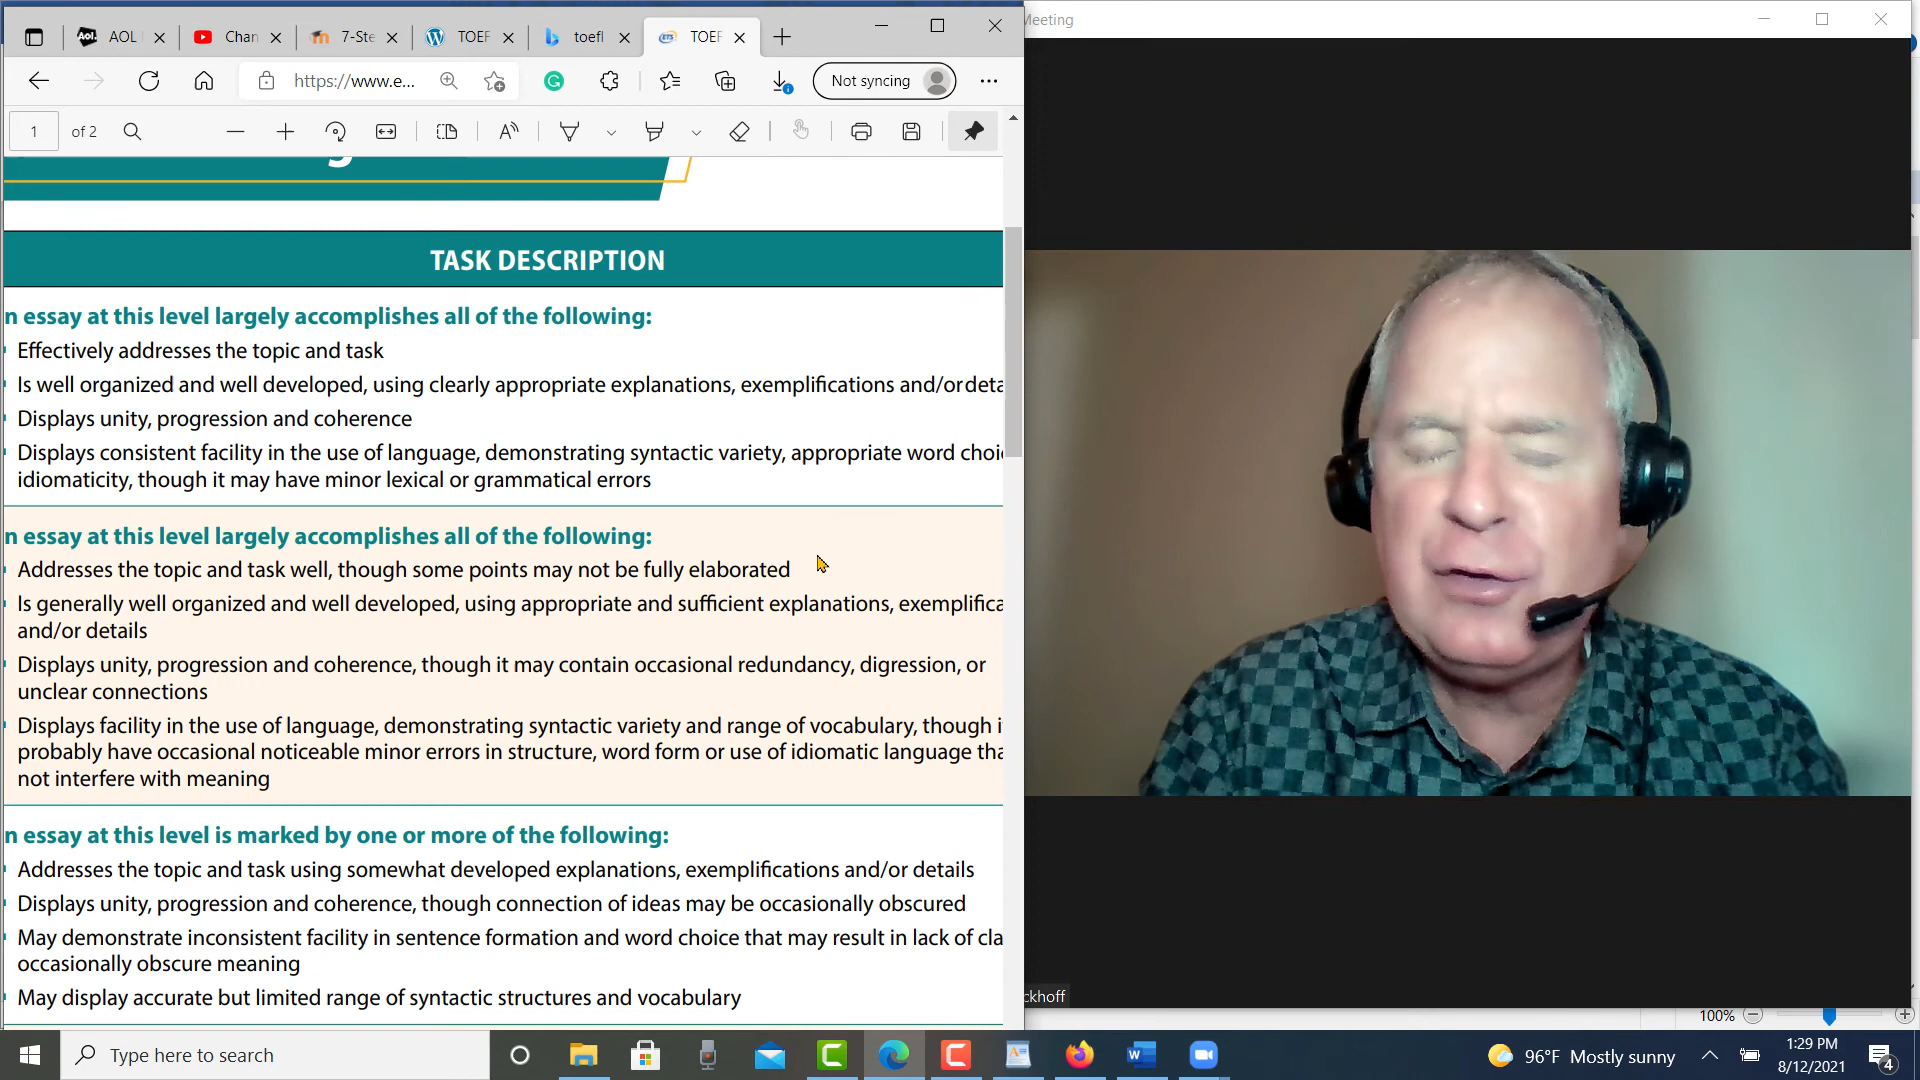 Meeting
AOL
Chan
7-Ste
TOEF
toefl
TOEF
https://www.e...
Not syncing
1
of 2
TASK DESCRIPTION
n essay at this level largely accomplishes all of the following:
Effectively addresses the topic and task
Is well organized and well developed, using clearly appropriate explanations, exemplifications and/or deta
Displays unity, progression and coherence
Displays consistent facility in the use of language, demonstrating syntactic variety, appropriate word choi
idiomaticity, though it may have minor lexical or grammatical errors
n essay at this level largely accomplishes all of the following:
Addresses the topic and task well, though some points may not be fully elaborated
Is generally well organized and well developed, using appropriate and sufficient explanations, exemplifica
and/or details
Displays unity, progression and coherence, though it may contain occasional redundancy, digression, or
unclear connections
Displays facility in the use of language, demonstrating syntactic variety and range of vocabulary, though i
probably have occasional noticeable minor errors in structure, word form or use of idiomatic language tha
not interfere with meaning
n essay at this level is marked by one or more of the following:
Addresses the topic and task using somewhat developed explanations, exemplifications and/or details
Displays unity, progression and coherence, though connection of ideas may be occasionally obscured
May demonstrate inconsistent facility in sentence formation and word choice that may result in lack of cla
occasionally obscure meaning
May display accurate but limited range of syntactic structures and vocabulary
ckhoff
100%
Type here to search
96°F Mostly sunny
1:29 PM
8/12/2021
4